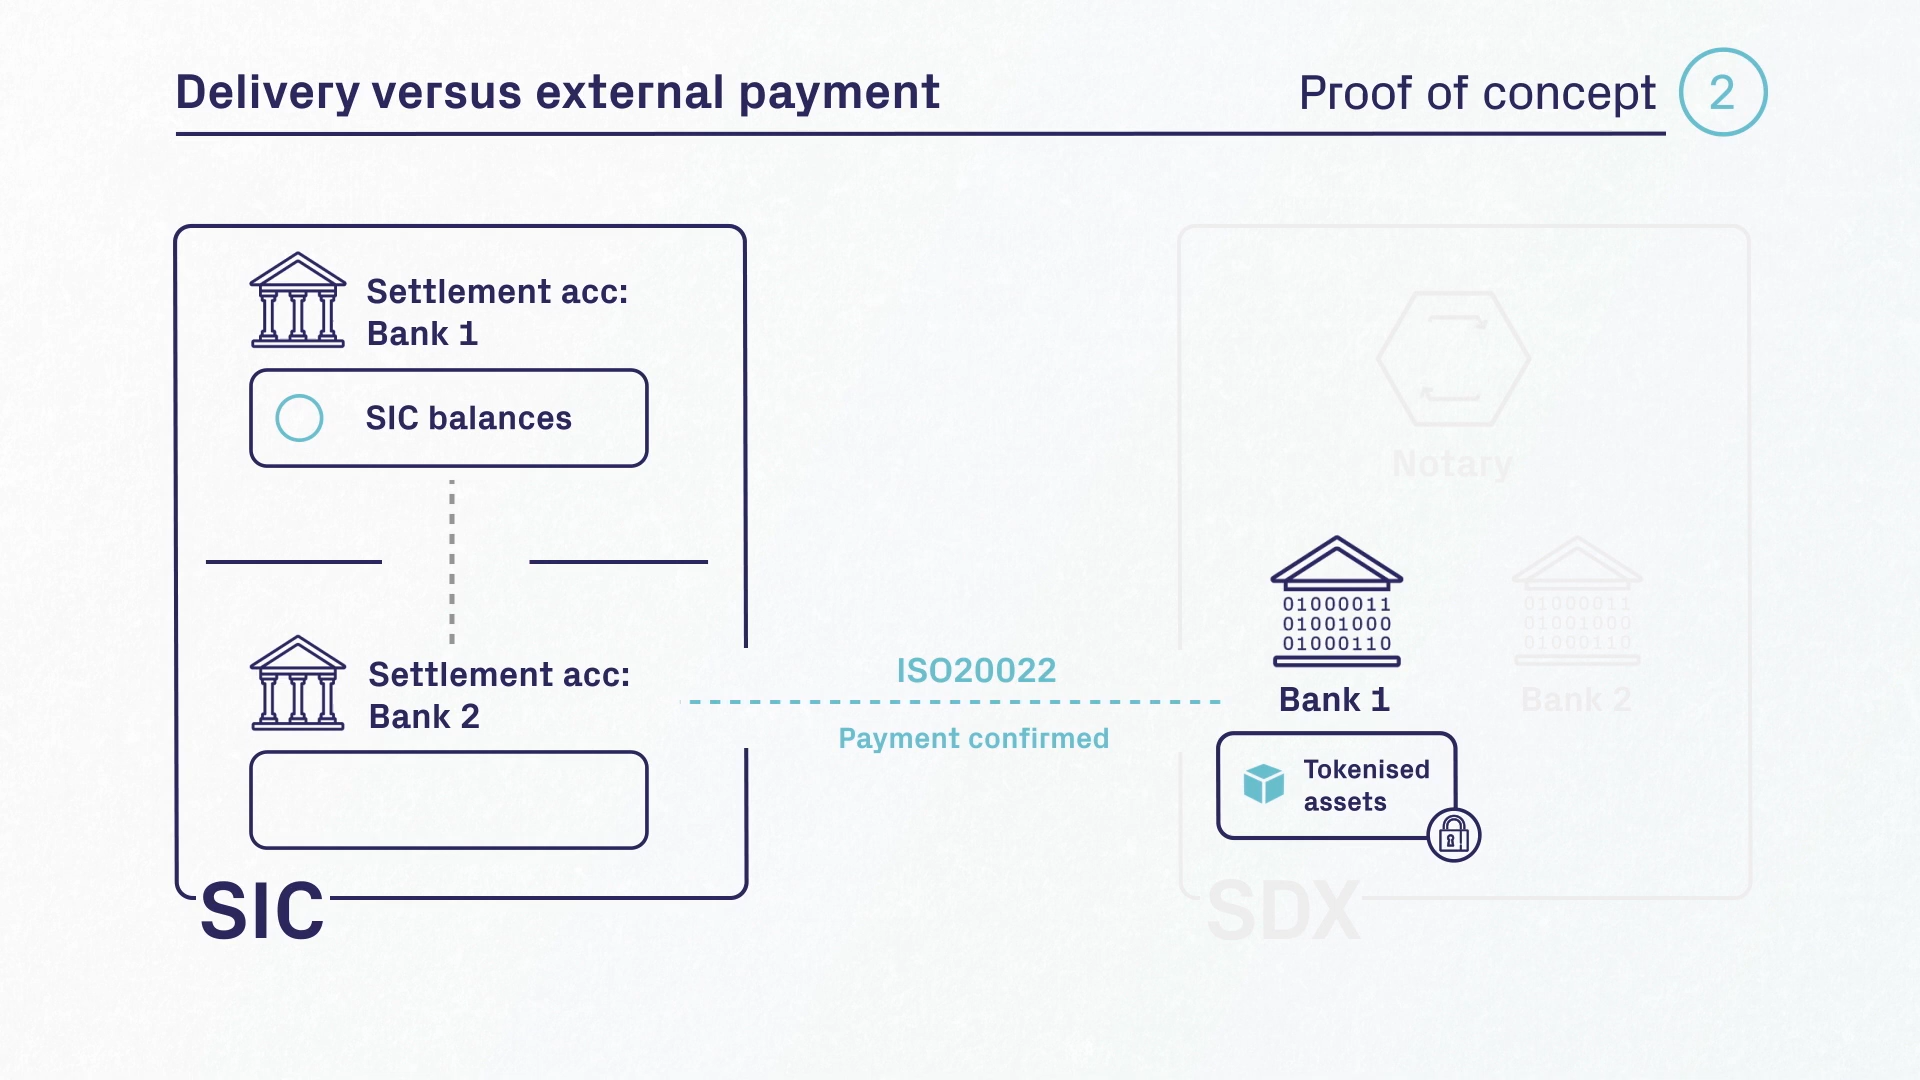 Delivery versus external payment
Proof of concept
2
Settlement acc:
Bank 1
SIC balances
Settlement acc:
Bank 2
SIC
ISO20022
Payment confirmed
Notary
01000011
01001000
01000110
Bank 1
Tokenised
assets
01000011
01001000
01000110
Bank 2
SDX